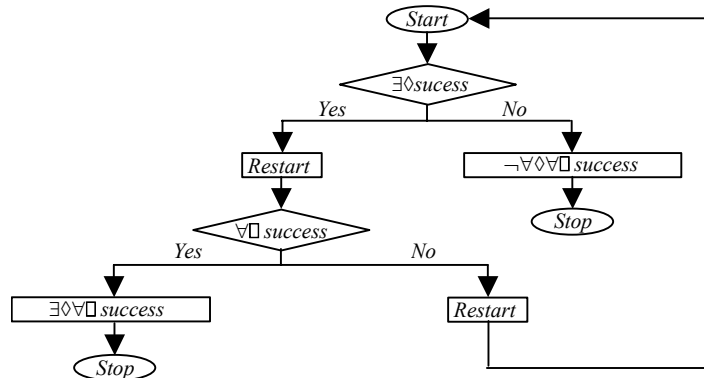 Start
∃◊sucess
Yes No
Restart
¬∀◊∀□ success
∀□ success
Stop
Yes No
∃◊∀□ success
Restart
Stop